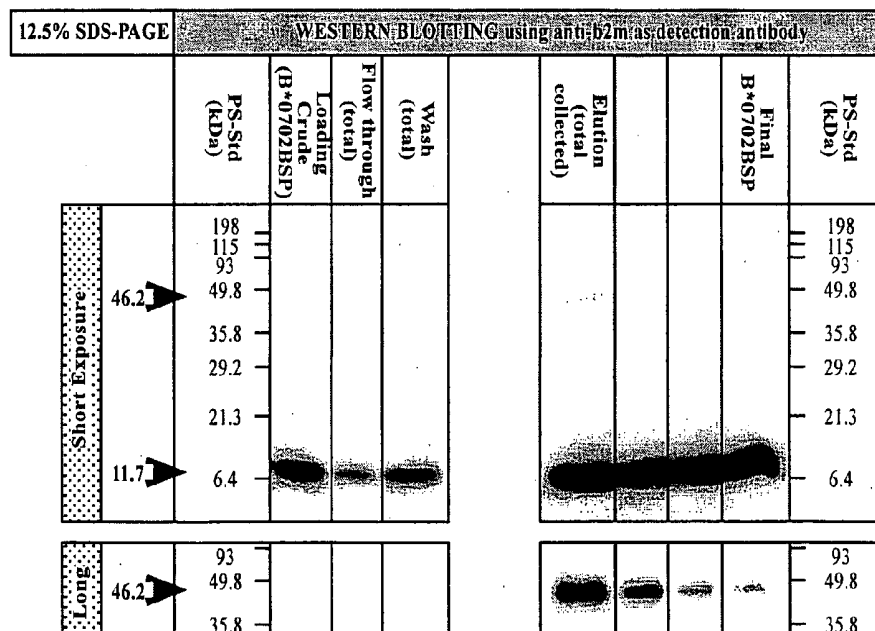 12.5% SDS-PAGE
WESTERN BLOTTING using anti-b2m as detection antibody
PS-Std
(kDa)
Loading
Crude
(B*0702BSP)
Flow through
(total)
Wash
(total)
Elution
(total
collected)
Final
B*0702BSP
PS-Std
(kDa)
Short Exposure
46.2
11.7
198
115
93
49.8
35.8
29.2
21.3
6.4
198
115
93
49.8
35.8
29.2
21.3
6.4
Long
46.2
93
49.8
35.8
93
49.8
35.8